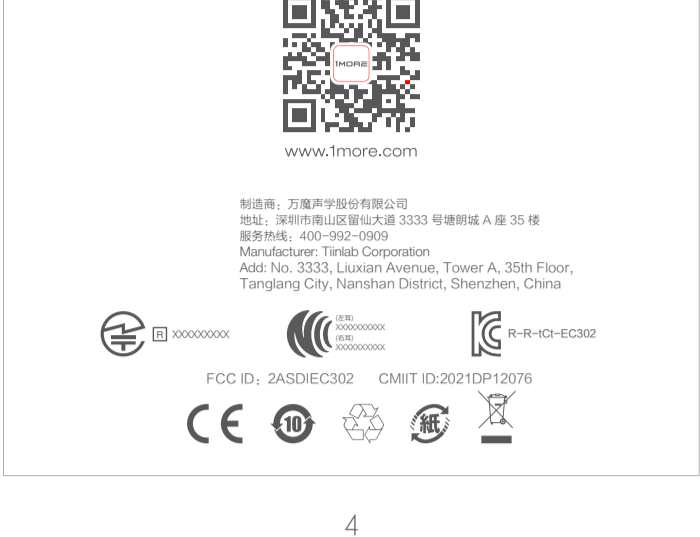 1MORE
www.1more.com
制造商：万魔声学股份有限公司
地址：深圳市南山区留仙大道 3333 号塘朗城 A 座 35 楼
服务热线：400-992-0909
Manufacturer: Tiinlab Corporation
Add: No. 3333, Liuxian Avenue, Tower A, 35th Floor,
Tanglang City, Nanshan District, Shenzhen, China
R XXXXXXXXX
(左耳)
XXXXXXXXXX
(右耳)
XXXXXXXXXX
R-R-tCt-EC302
FCC ID：2ASDIEC302 CMIIT ID:2021DP12076
CE 10 紙
4